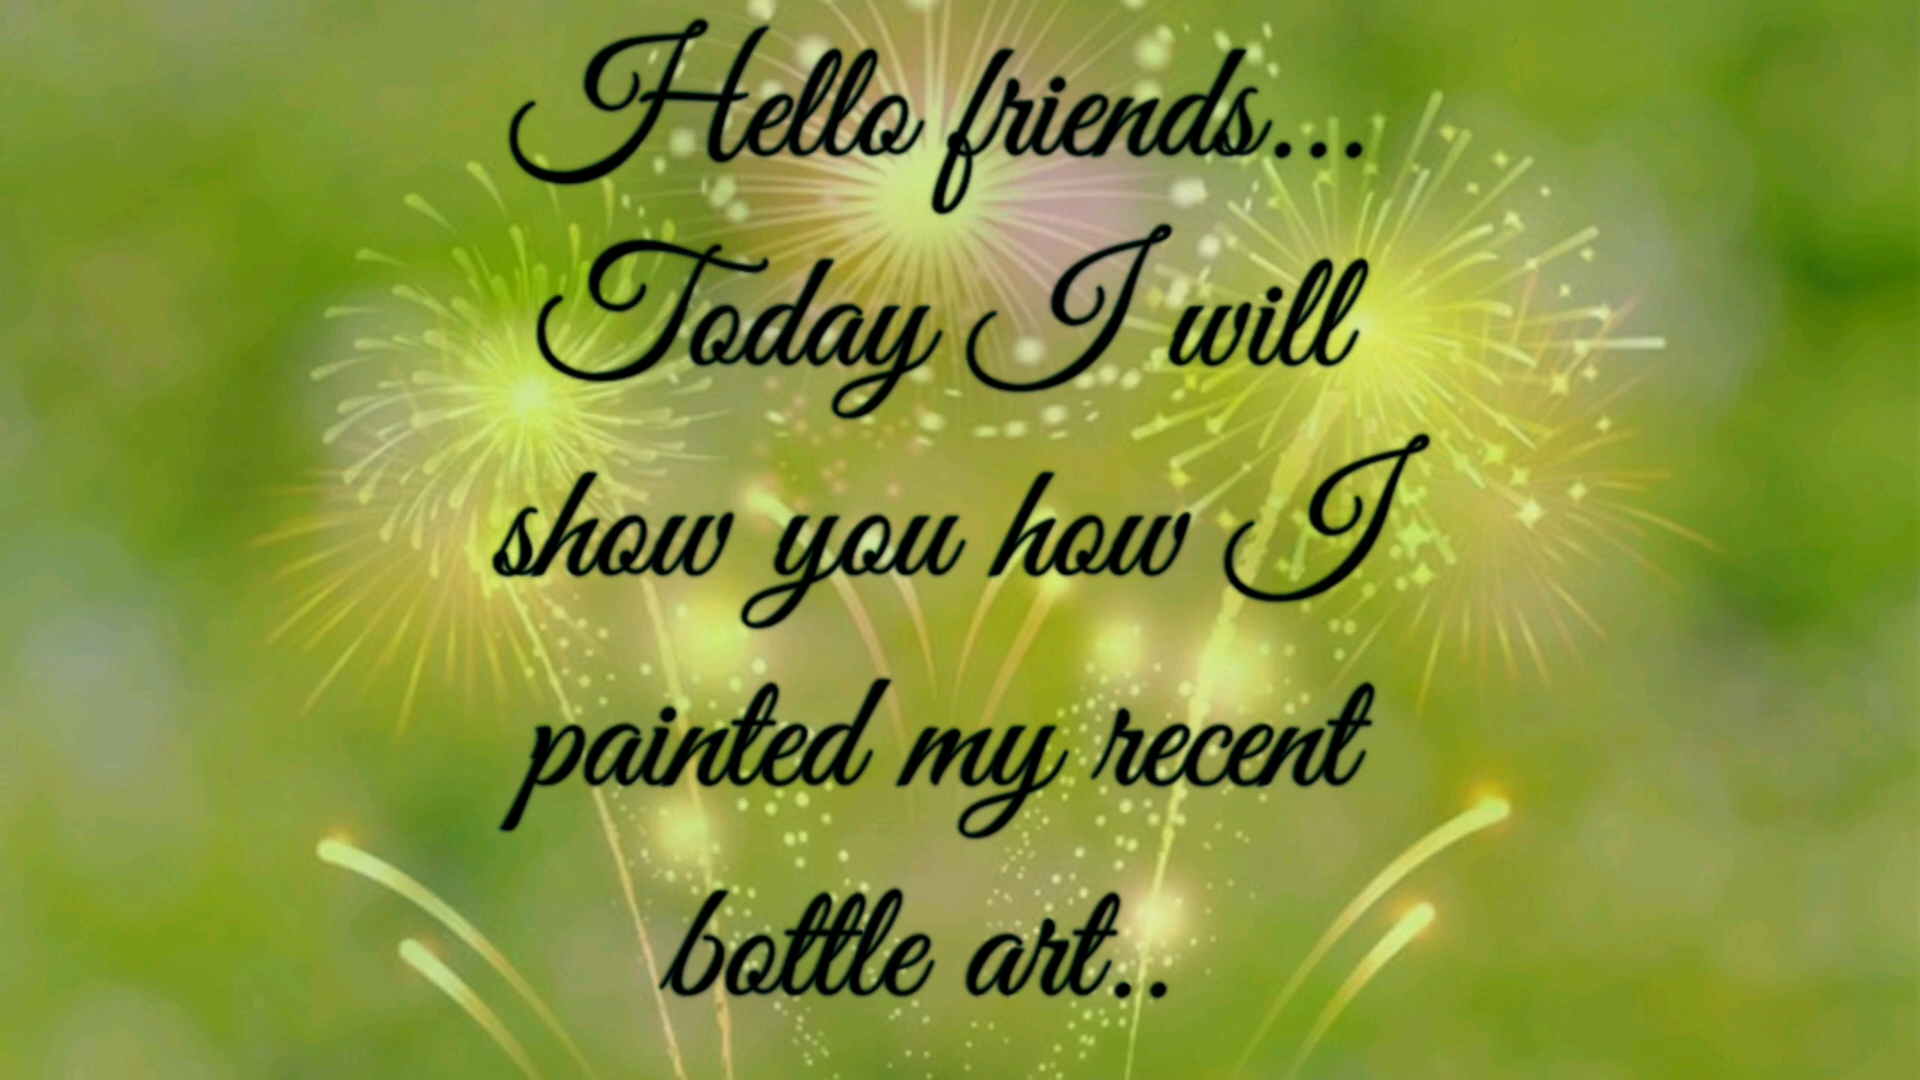 Hello friends...
Today I will
show you how I
painted my recent
bottle art..